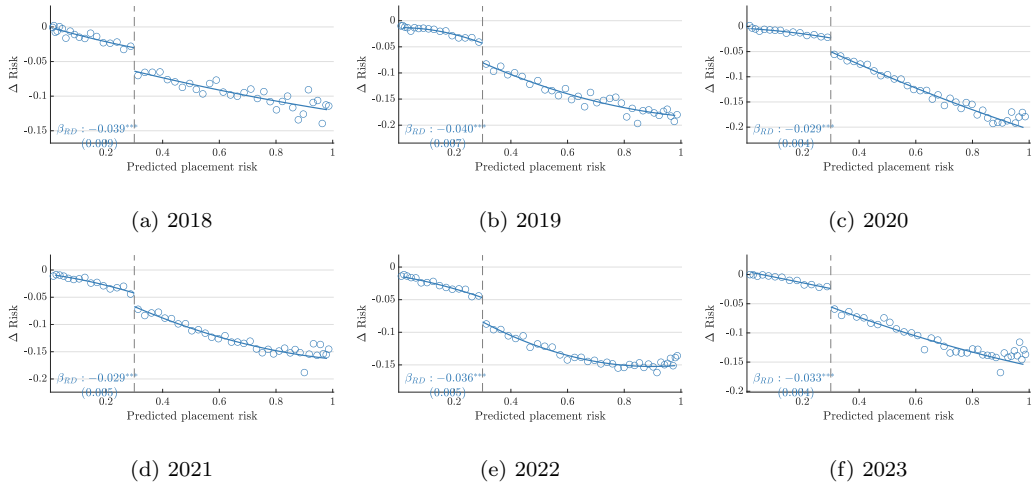 0
-0.05
-0.1
-0.15
Δ Risk
β_RD : −0.039***
(0.009)
0.2 0.4 0.6 0.8 1
Predicted placement risk
(a) 2018
0
-0.05
-0.1
-0.15
-0.2
Δ Risk
β_RD : −0.040***
(0.007)
0.2 0.4 0.6 0.8 1
Predicted placement risk
(b) 2019
0
-0.05
-0.1
-0.15
-0.2
Δ Risk
β_RD : −0.029***
(0.004)
0.2 0.4 0.6 0.8 1
Predicted placement risk
(c) 2020
0
-0.05
-0.1
-0.15
-0.2
Δ Risk
β_RD : −0.029***
(0.005)
0.2 0.4 0.6 0.8 1
Predicted placement risk
(d) 2021
0
-0.05
-0.1
-0.15
Δ Risk
β_RD : −0.036***
(0.005)
0.2 0.4 0.6 0.8 1
Predicted placement risk
(e) 2022
0
-0.05
-0.1
-0.15
-0.2
Δ Risk
β_RD : −0.033***
(0.004)
0.2 0.4 0.6 0.8 1
Predicted placement risk
(f) 2023